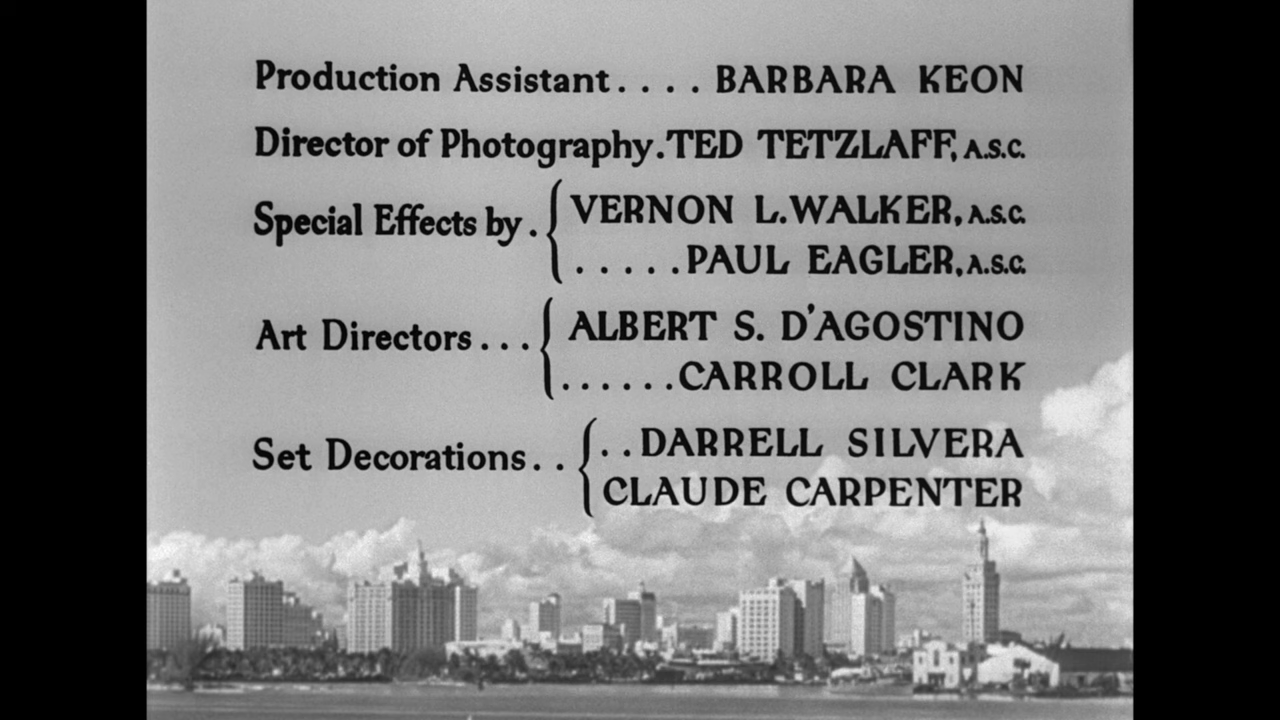 Production Assistant.... BARBARA KEON
Director of Photography.TED TETZLAFF, A.S.C.
Special Effects by . { VERNON L. WALKER, A.S.C.
.....PAUL EAGLER, A.S.C.
Art Directors... { ALBERT S. D'AGOSTINO
......CARROLL CLARK
Set Decorations.. { ..DARRELL SILVERA
CLAUDE CARPENTER